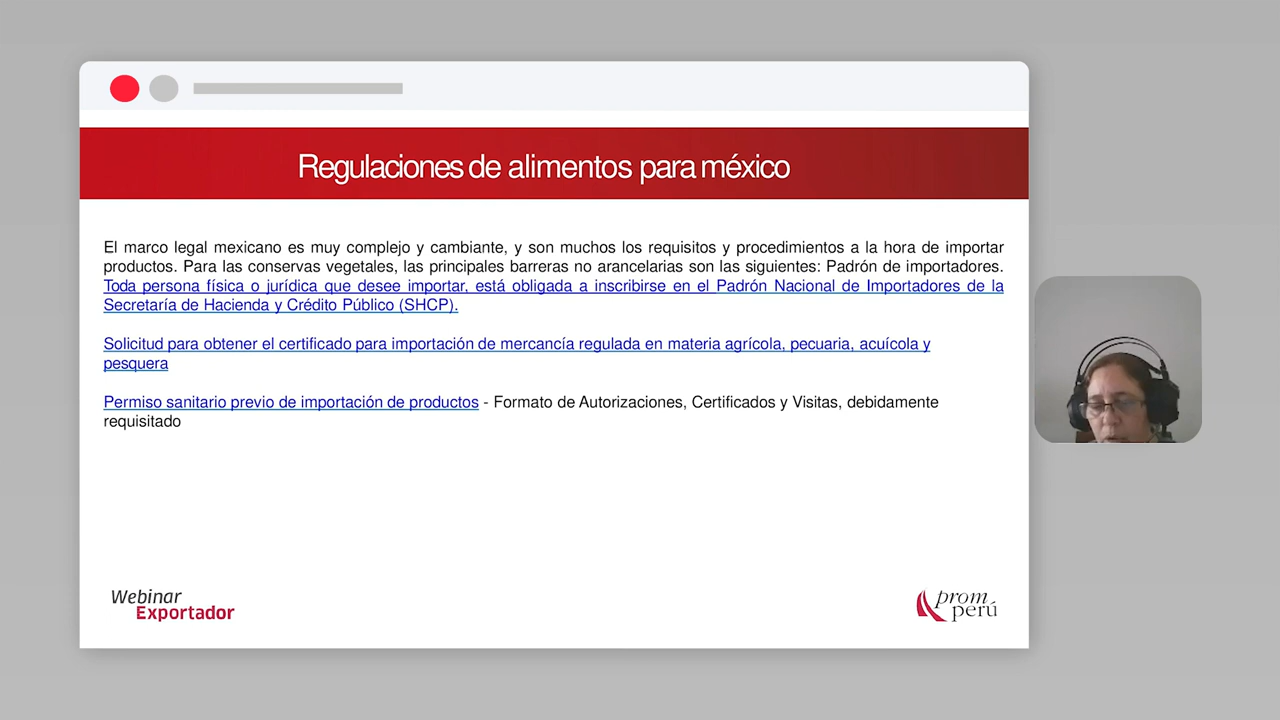 Regulaciones de alimentos para méxico
El marco legal mexicano es muy complejo y cambiante, y son muchos los requisitos y procedimientos a la hora de importar
productos. Para las conservas vegetales, las principales barreras no arancelarias son las siguientes: Padrón de importadores.
Toda persona física o jurídica que desee importar, está obligada a inscribirse en el Padrón Nacional de Importadores de la
Secretaría de Hacienda y Crédito Público (SHCP).
Solicitud para obtener el certificado para importación de mercancía regulada en materia agrícola, pecuaria, acuícola y
pesquera
Permiso sanitario previo de importación de productos - Formato de Autorizaciones, Certificados y Visitas, debidamente
requisitado
Webinar
Exportador
prom
perú